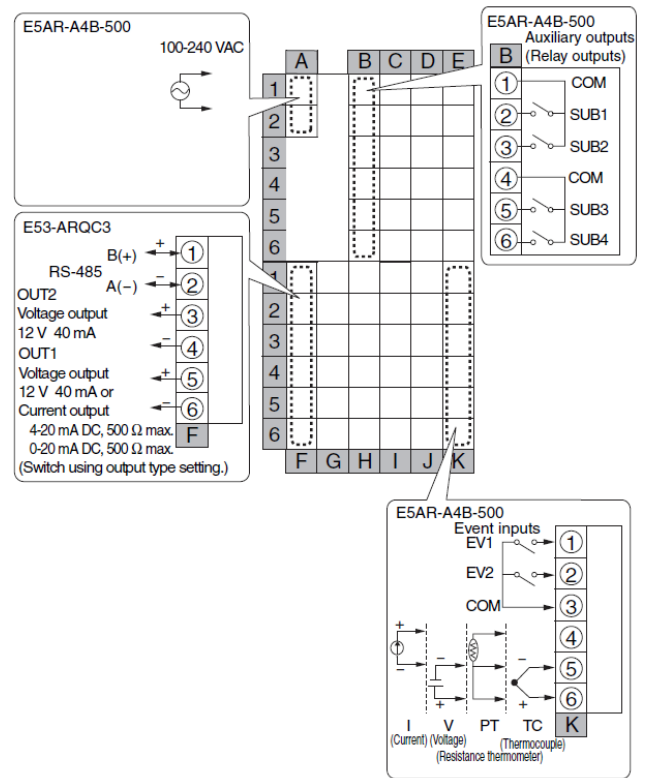 E5AR-A4B-500
100-240 VAC
A B C D E
1
2
3
4
5
6
1
2
3
4
5
6
F G H I J K
E5AR-A4B-500
Auxiliary outputs
(Relay outputs)
B
1 COM
2 SUB1
3 SUB2
4 COM
5 SUB3
6 SUB4
E53-ARQC3
B(+) + 1
RS-485
A(−) − 2
OUT2
Voltage output + 3
12 V 40 mA
− 4
OUT1
Voltage output + 5
12 V 40 mA or
Current output − 6
4-20 mA DC, 500 Ω max.
0-20 mA DC, 500 Ω max.
F
(Switch using output type setting.)
E5AR-A4B-500
Event inputs
EV1 1
EV2 2
COM 3
4
5
6
+ − − + − +
I V PT TC K
(Current) (Voltage) (Thermocouple)
(Resistance thermometer)